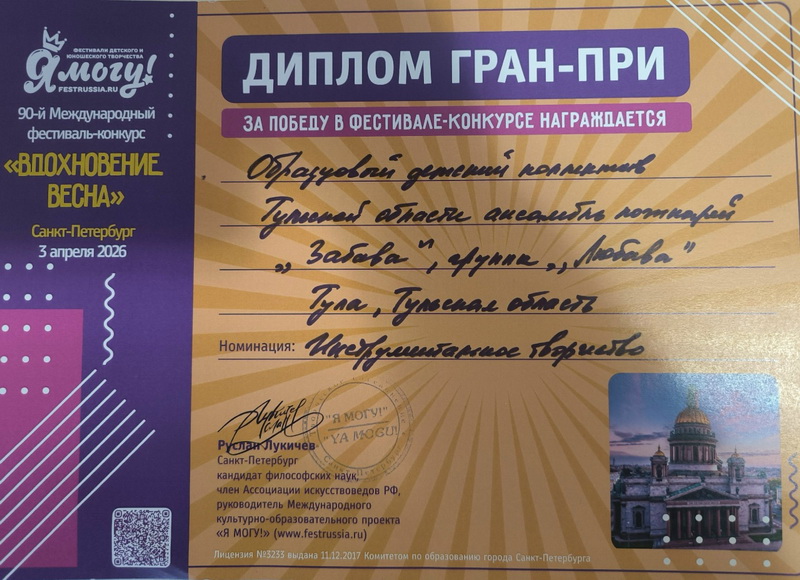 ФЕСТИВАЛИ ДЕТСКОГО И
ЮНОШЕСКОГО ТВОРЧЕСТВА
Я могу!
FESTRUSSIA.RU
90-й Международный
фестиваль-конкурс
«ВДОХНОВЕНИЕ
ВЕСНА»
Санкт-Петербург
3 апреля 2026
ДИПЛОМ ГРАН-ПРИ
ЗА ПОБЕДУ В ФЕСТИВАЛЕ-КОНКУРСЕ НАГРАЖДАЕТСЯ
Образцовый детский коллектив
Тульской области ансамбль ложкарей
„Забава", группа „Любава"
Тула, Тульская область
Номинация: Инструментальное творчество
"Я МОГУ!"
"YA MOGU!"
Руслан Лукичев
Санкт-Петербург
кандидат философских наук,
член Ассоциации искусствоведов РФ,
руководитель Международного
культурно-образовательного проекта
«Я МОГУ!» (www.festrussia.ru)
Лицензия №3233 выдана 11.12.2017 Комитетом по образованию города Санкт-Петербурга